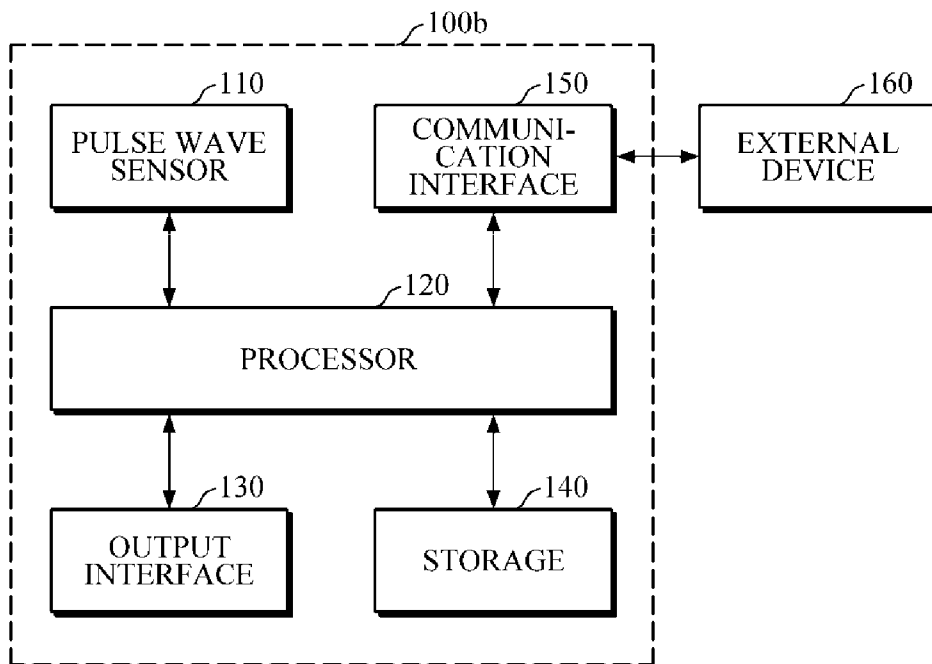 100b
110
PULSE WAVE
SENSOR
150
COMMUNI-
CATION
INTERFACE
160
EXTERNAL
DEVICE
120
PROCESSOR
130
OUTPUT
INTERFACE
140
STORAGE